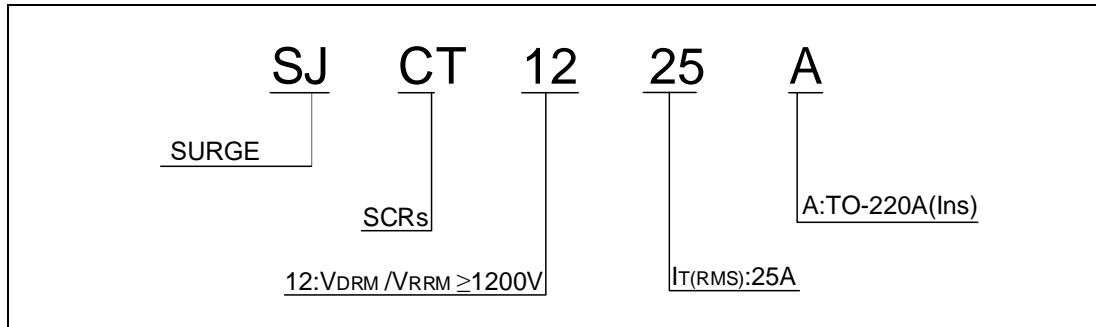 SJ CT 12 25 A
SURGE
SCRs
A:TO-220A(Ins)
12:VDRM /VRRM ≥1200V
IT(RMS):25A